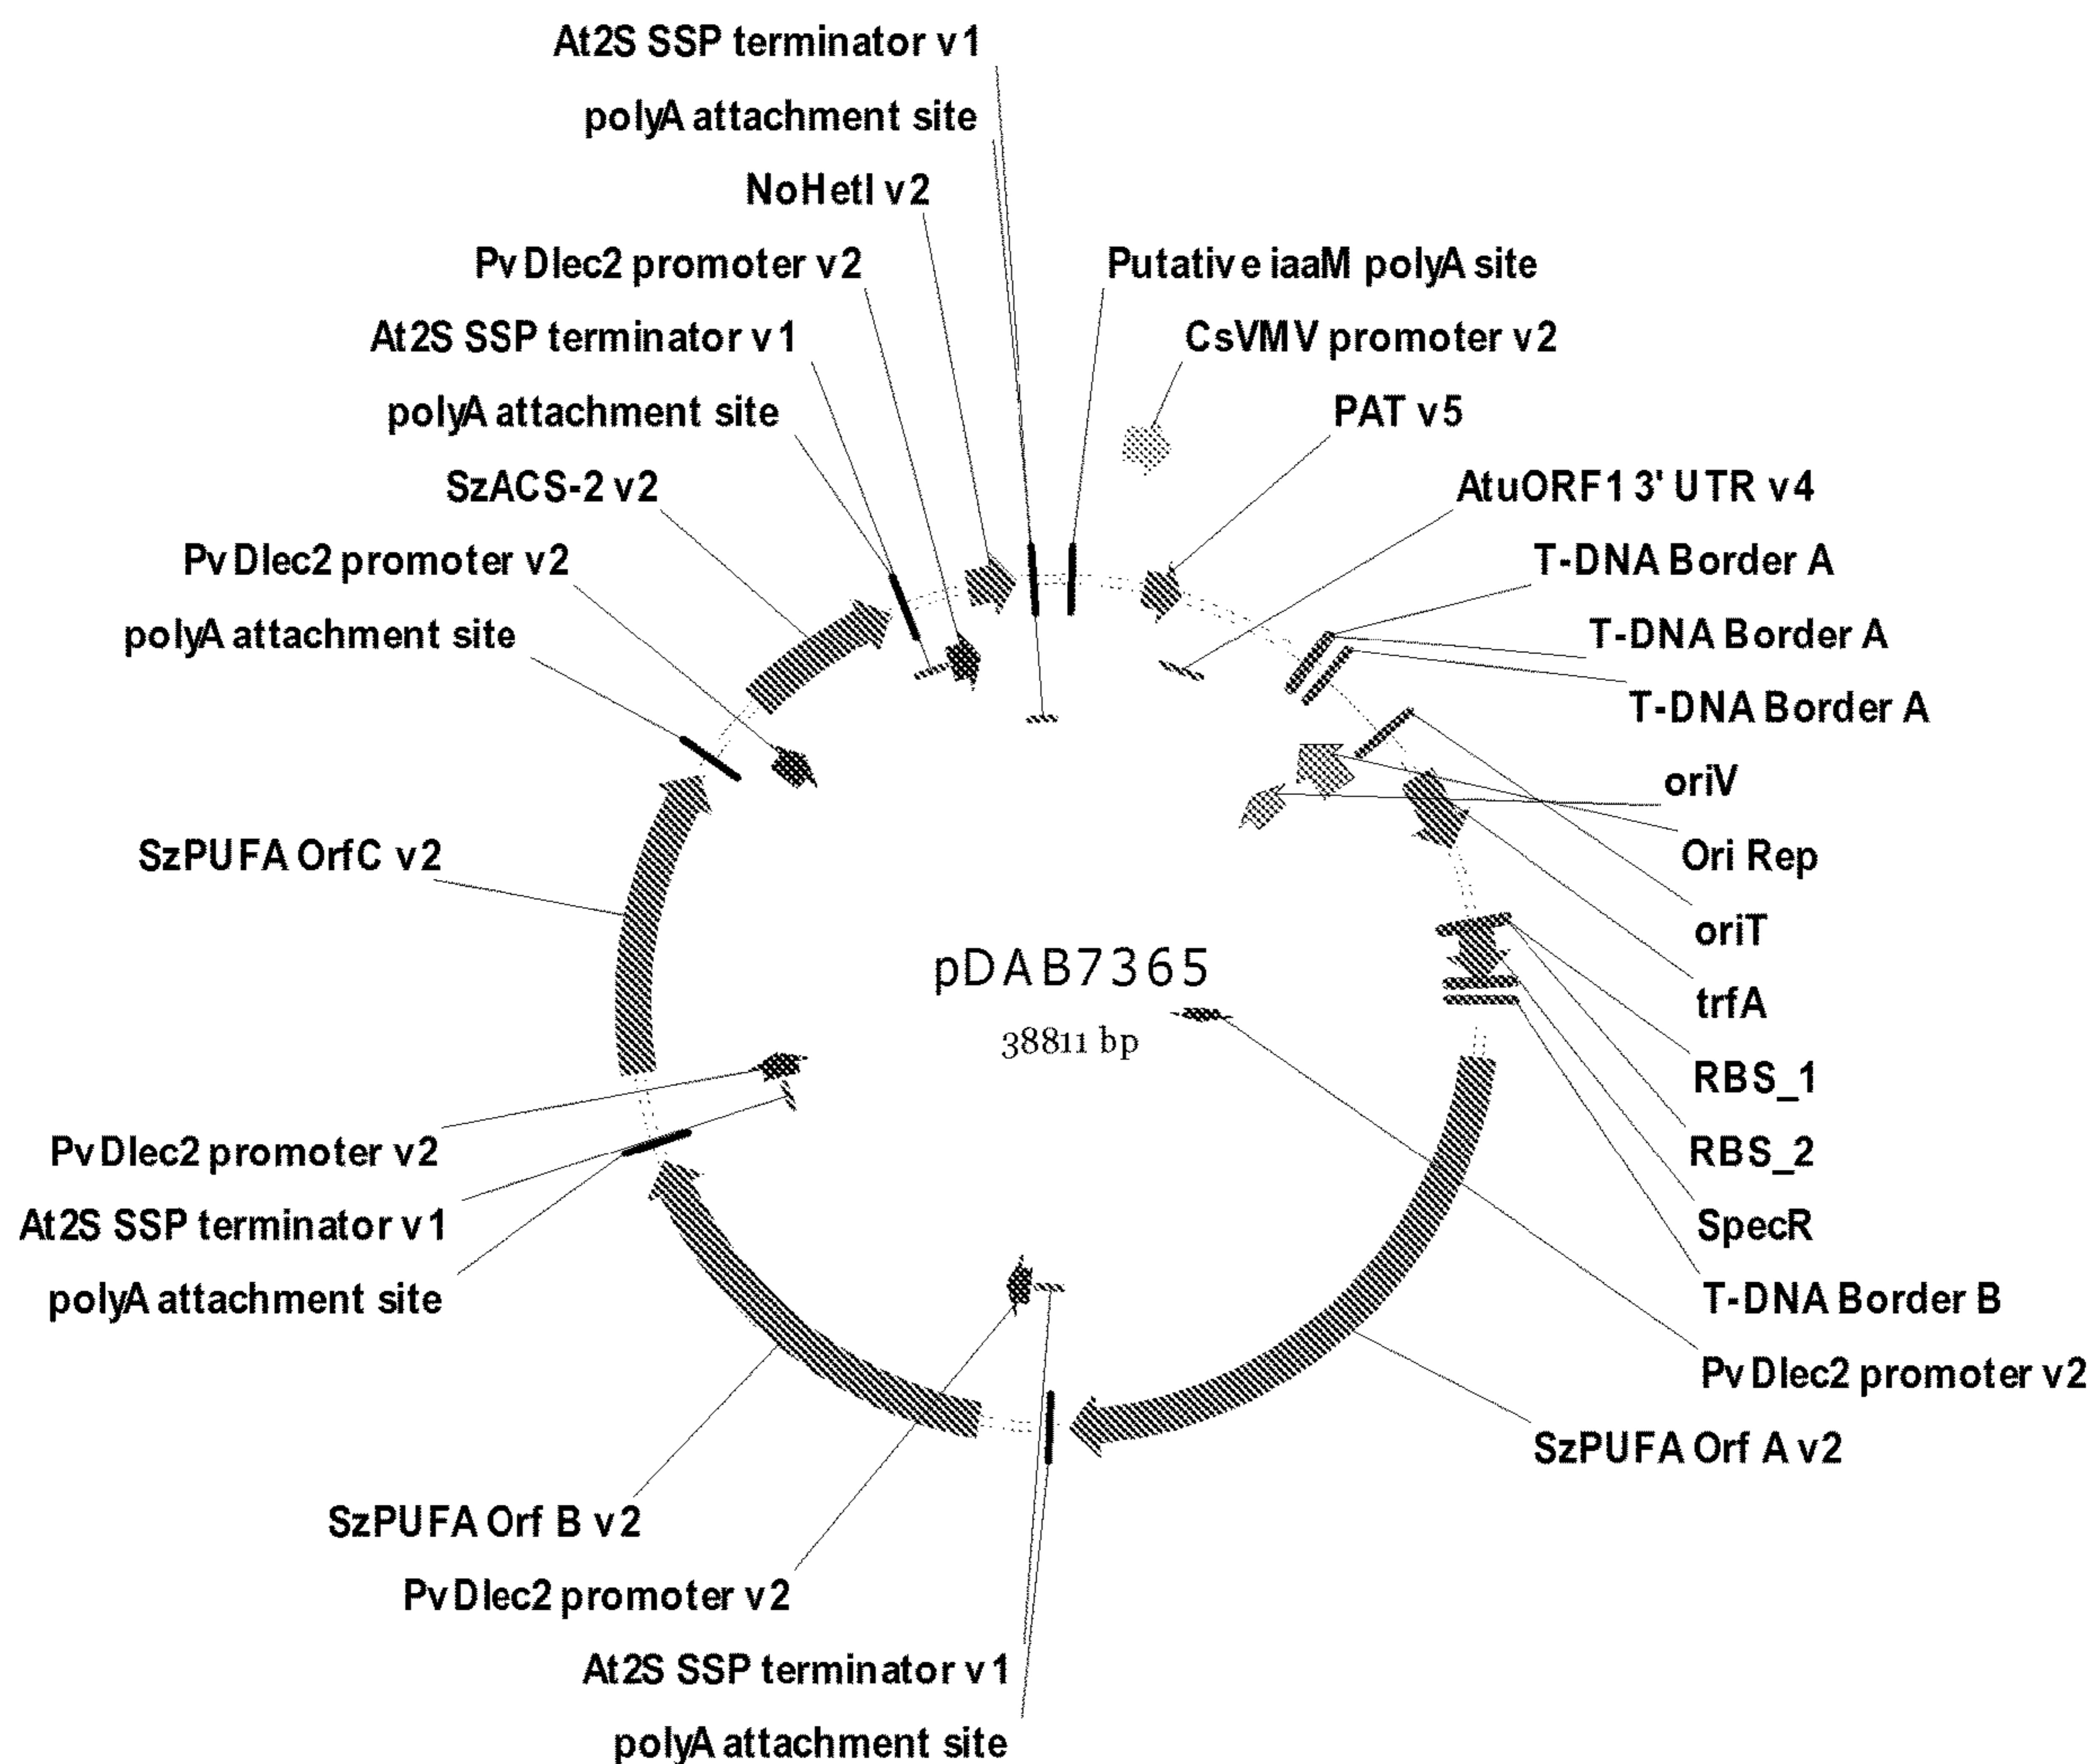 At2S SSP terminator v1
polyA attachment site
NoHetI v2
PvDlec2 promoter v2
Putative iaaM polyA site
At2S SSP terminator v1
CsVMV promoter v2
polyA attachment site
PAT v5
SzACS-2 v2
AtuORF1 3' UTR v4
PvDlec2 promoter v2
T-DNA Border A
polyA attachment site
T-DNA Border A
T-DNA Border A
oriV
SzPUFA OrfC v2
Ori Rep
oriT
pDAB7365
trfA
38811 bp
RBS_1
PvDlec2 promoter v2
RBS_2
At2S SSP terminator v1
SpecR
polyA attachment site
T-DNA Border B
PvDlec2 promoter v2
SzPUFA Orf A v2
SzPUFA Orf B v2
PvDlec2 promoter v2
At2S SSP terminator v1
polyA attachment site